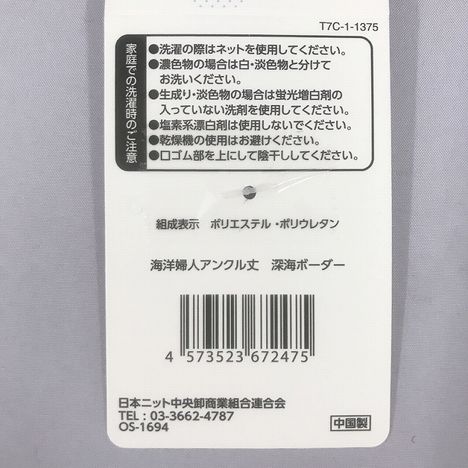 T7C-1-1375
家庭での洗濯時のご注意
●洗濯の際はネットを使用してください。
●濃色物の場合は白・淡色物と分けて
お洗いください。
●生成り・淡色物の場合は蛍光増白剤の
入っていない洗剤を使用してください。
●塩素系漂白剤は使用しないでください。
●乾燥機の使用はお避けください。
●口ゴム部を上にして陰干ししてください。
組成表示 ポリエステル・ポリウレタン
海洋婦人アンクル丈 深海ボーダー
4 573523 672475
日本ニット中央卸商業組合連合会
TEL : 03-3662-4787
OS-1694
中国製